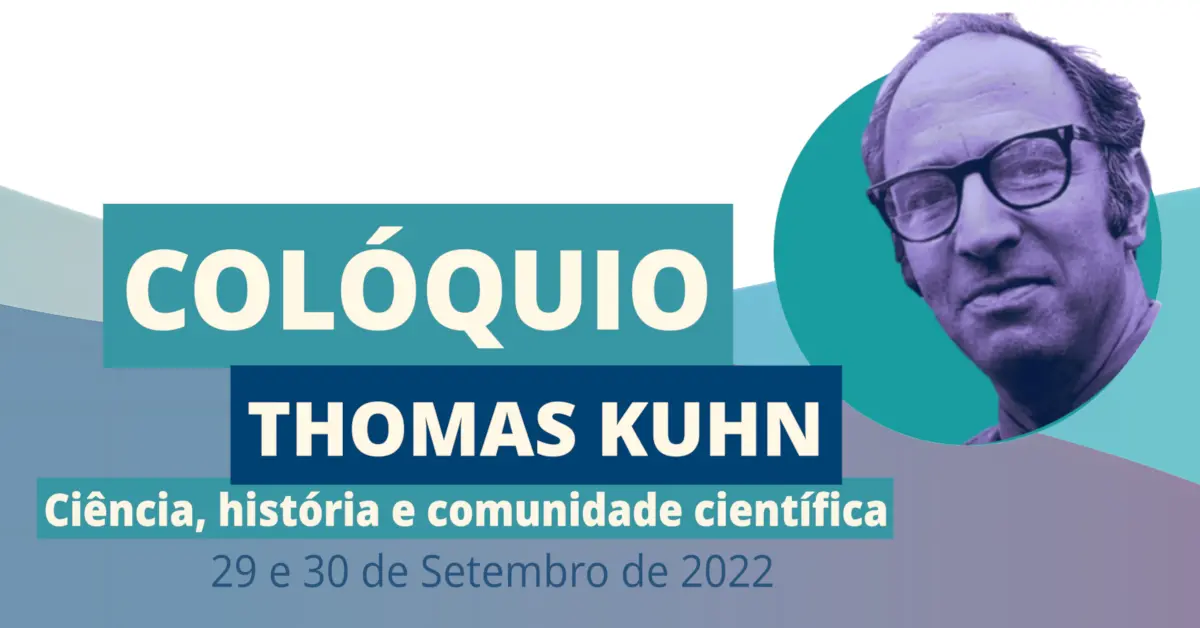 COLÓQUIO
THOMAS KUHN
Ciência, história e comunidade científica
29 e 30 de Setembro de 2022